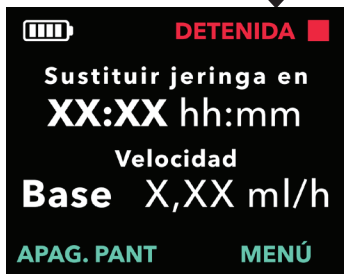 DETENIDA
Sustituir jeringa en
XX:XX hh:mm
Velocidad
Base X,XX ml/h
APAG. PANT MENÚ